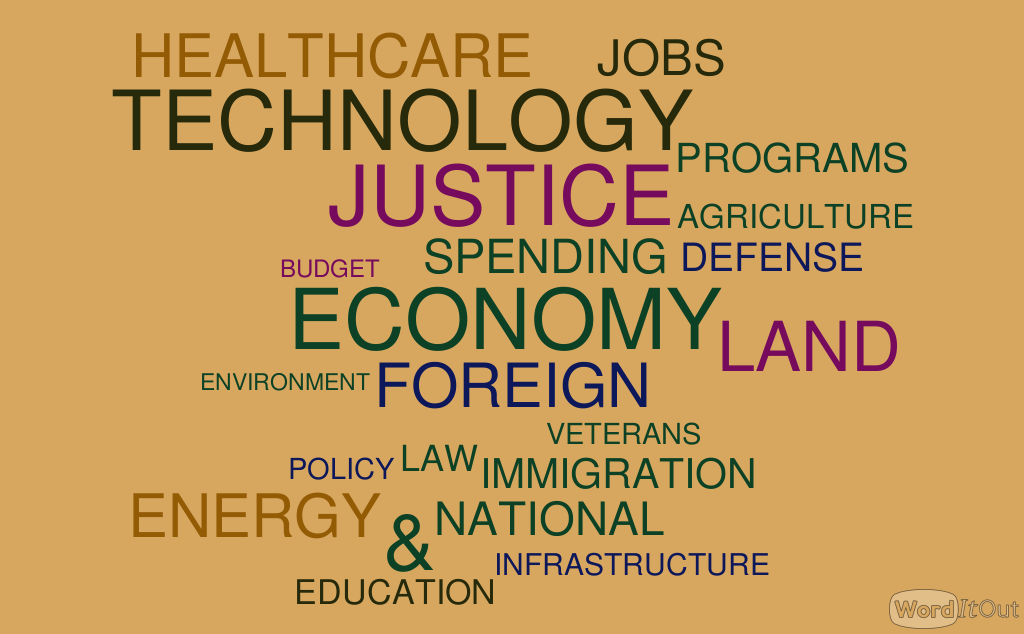 HEALTHCARE JOBS
TECHNOLOGY
PROGRAMS
JUSTICE
AGRICULTURE
SPENDING DEFENSE
BUDGET
ECONOMY
LAND
ENVIRONMENT FOREIGN
VETERANS
POLICY LAW IMMIGRATION
ENERGY & NATIONAL
INFRASTRUCTURE
EDUCATION
WordItOut